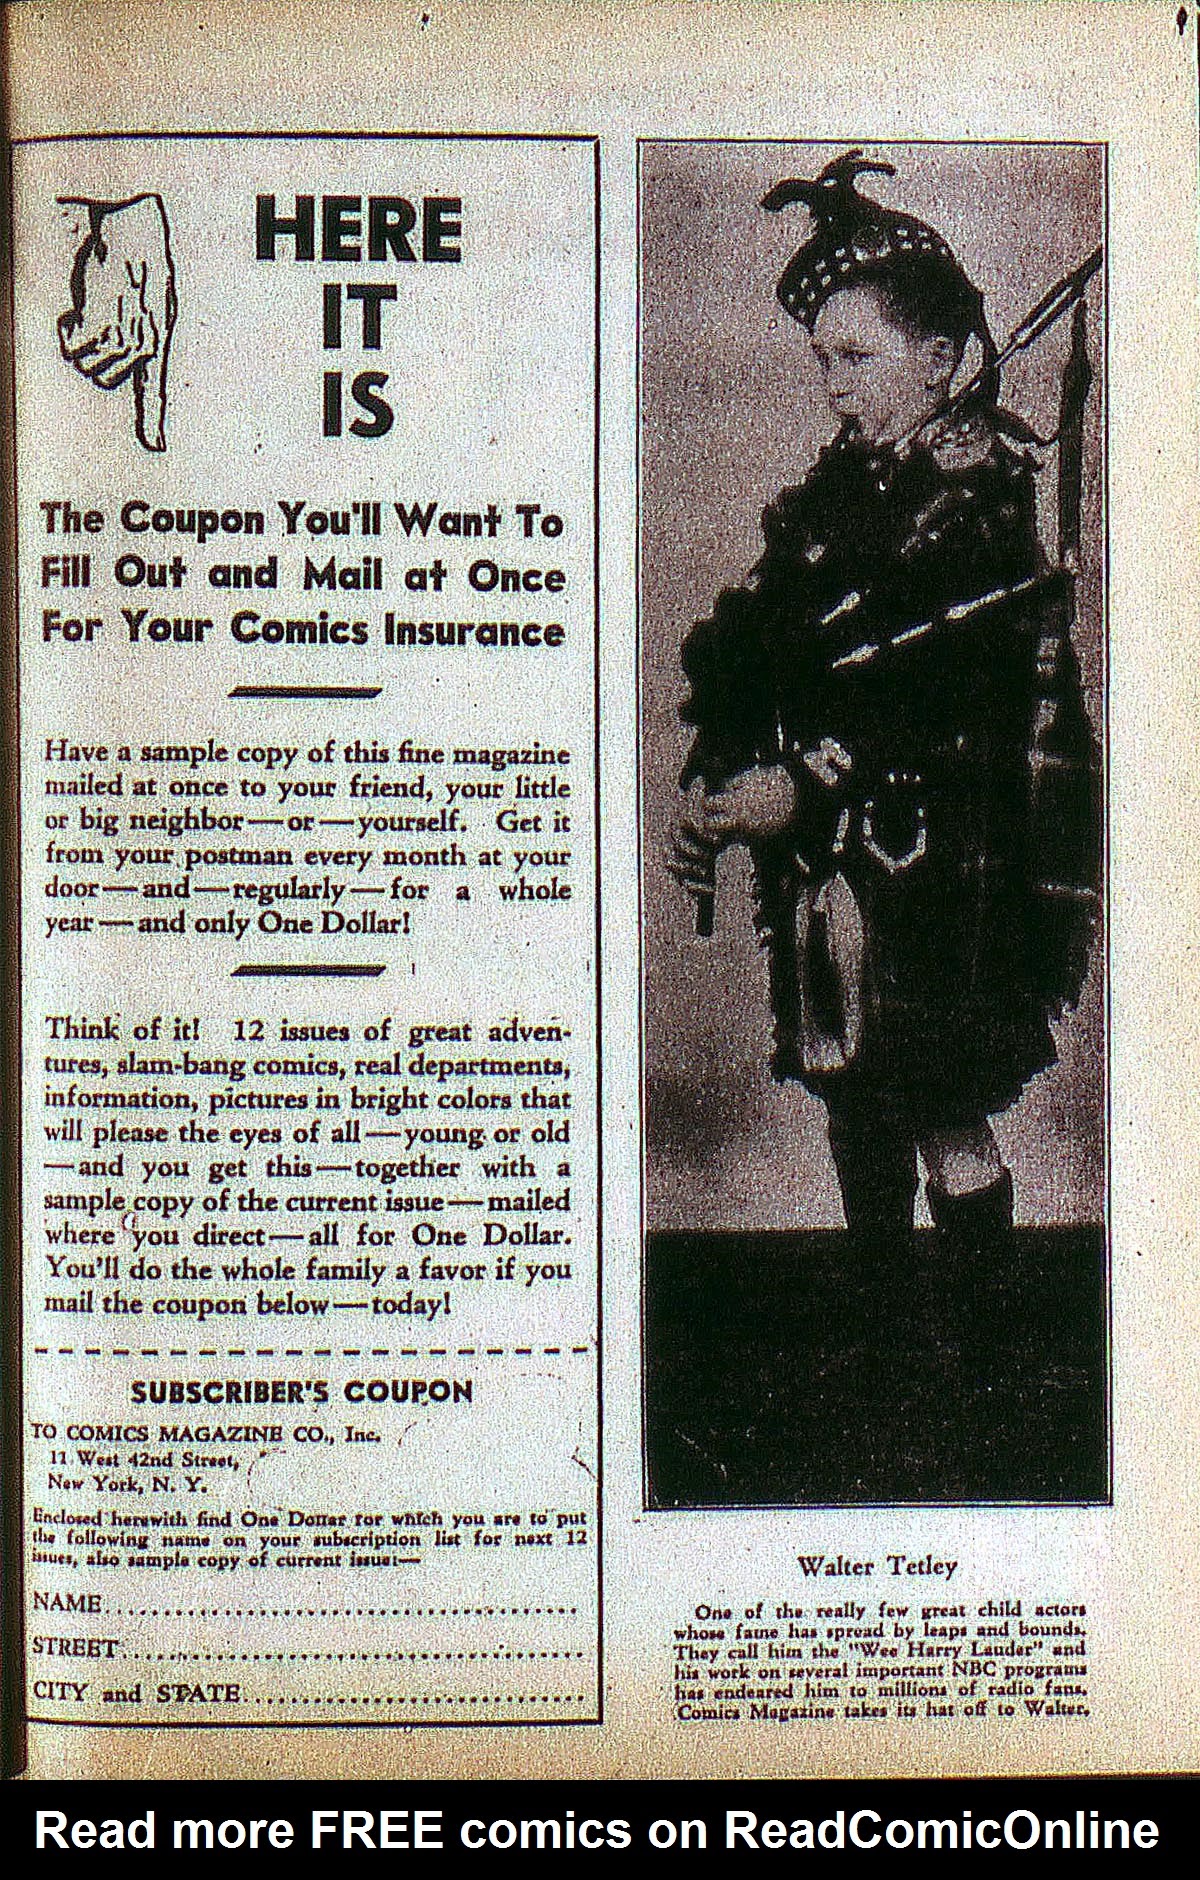 HERE
IT
IS
The Coupon You'll Want To
Fill Out and Mail at Once
For Your Comics Insurance
Have a sample copy of this fine magazine
mailed at once to your friend, your little
or big neighbor—or—yourself. Get it
from your postman every month at your
door—and—regularly—for a whole
year—and only One Dollar!
Think of it! 12 issues of great adven-
tures, slam-bang comics, real departments,
information, pictures in bright colors that
will please the eyes of all—young or old
—and you get this—together with a
sample copy of the current issue—mailed
where you direct—all for One Dollar.
You'll do the whole family a favor if you
mail the coupon below—today!
SUBSCRIBER'S COUPON
TO COMICS MAGAZINE CO., Inc.
11 West 42nd Street,
New York, N. Y.
Enclosed herewith find One Dollar for which you are to put
the following name on your subscription list for next 12
issues, also sample copy of current issue:—
NAME
STREET
CITY and STATE
Walter Tetley
One of the really few great child actors
whose fame has spread by leaps and bounds.
They call him the "Wee Harry Lauder" and
his work on several important NBC programs
has endeared him to millions of radio fans.
Comics Magazine takes its hat off to Walter.
Read more FREE comics on ReadComicOnline